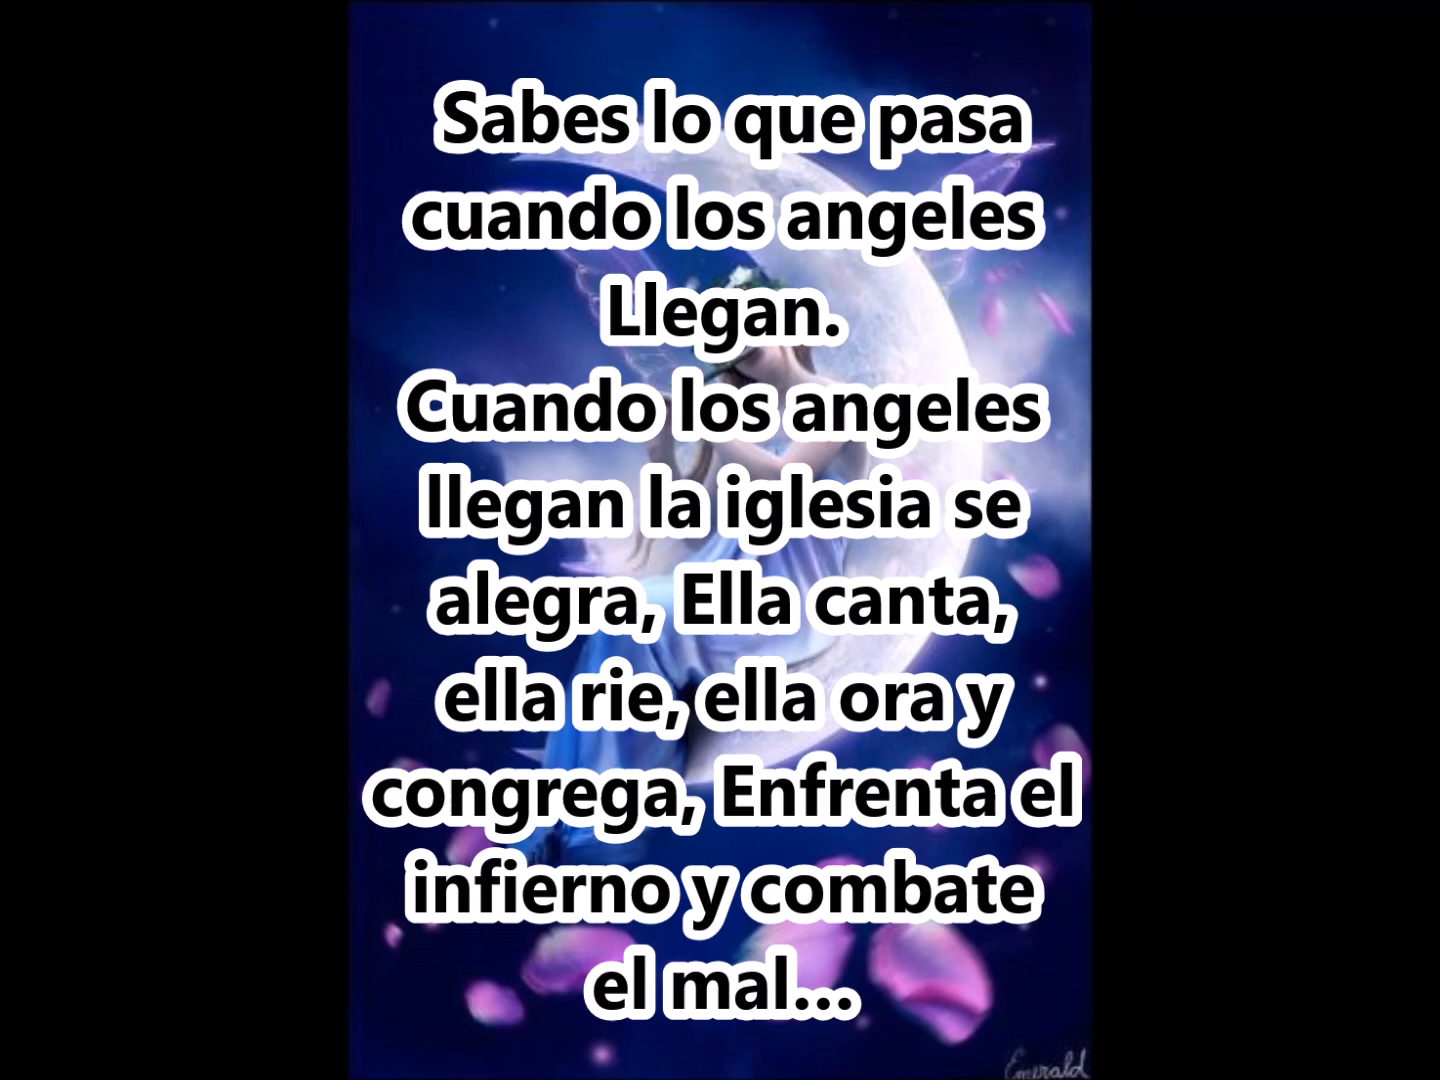 Sabes lo que pasa
cuando los angeles
Llegan.
Cuando los angeles
llegan la iglesia se
alegra, Ella canta,
ella rie, ella ora y
congrega, Enfrenta el
infierno y combate
el mal...
Emerald